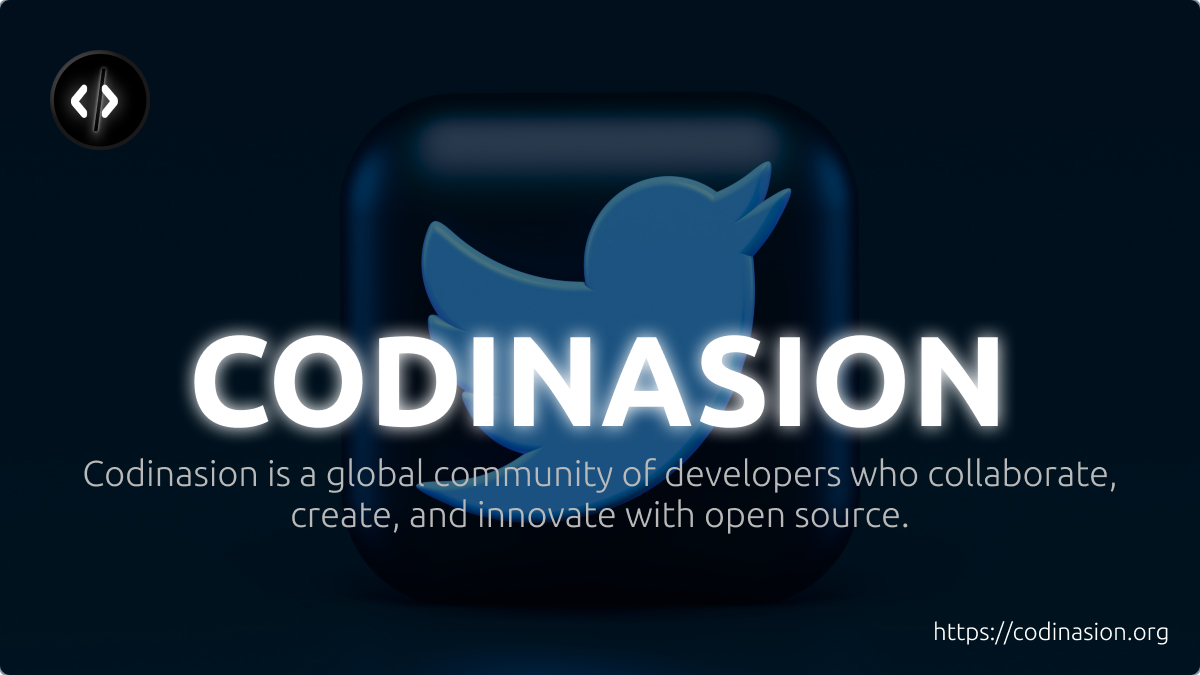 CODINASION
Codinasion is a global community of developers who collaborate,
create, and innovate with open source.
https://codinasion.org